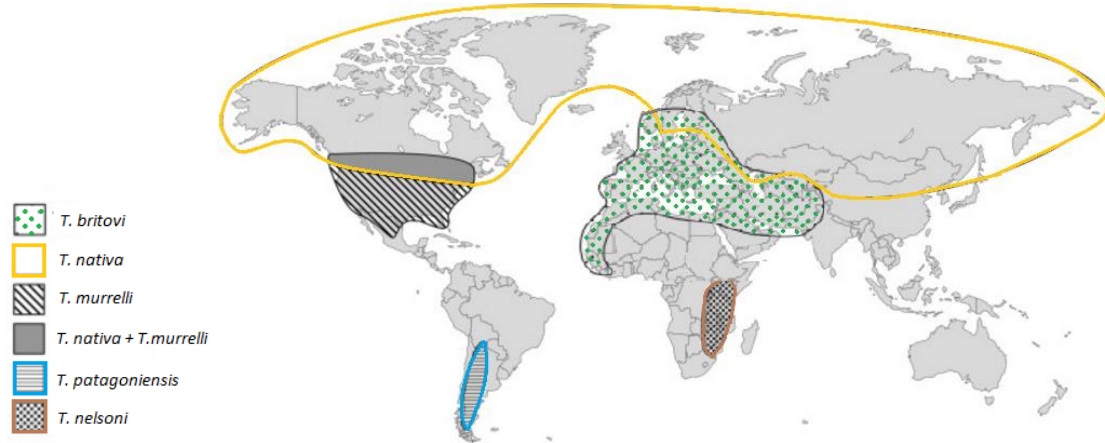 T. britovi
T. nativa
T. murrelli
T. nativa + T.murrelli
T. patagoniensis
T. nelsoni